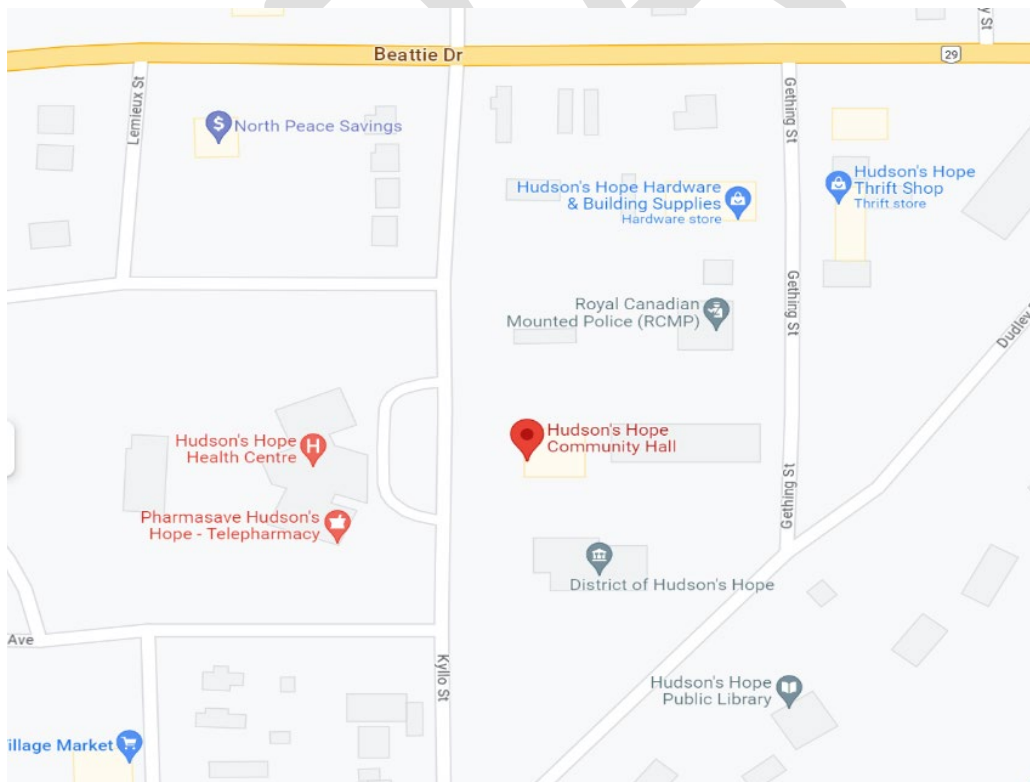 y St
Beattie Dr
29
Lemieux St
$
North Peace Savings
Gething St
Hudson's Hope
Thrift Shop
Thrift store
Hudson's Hope Hardware
& Building Supplies
Hardware store
Gething St
Royal Canadian
Mounted Police (RCMP)
Dudley
Hudson's Hope
Community Hall
Hudson's Hope
Health Centre
H
Gething St
Pharmasave Hudson's
Hope - Telepharmacy
District of Hudson's Hope
Ave
Kyllo St
Hudson's Hope
Public Library
illage Market